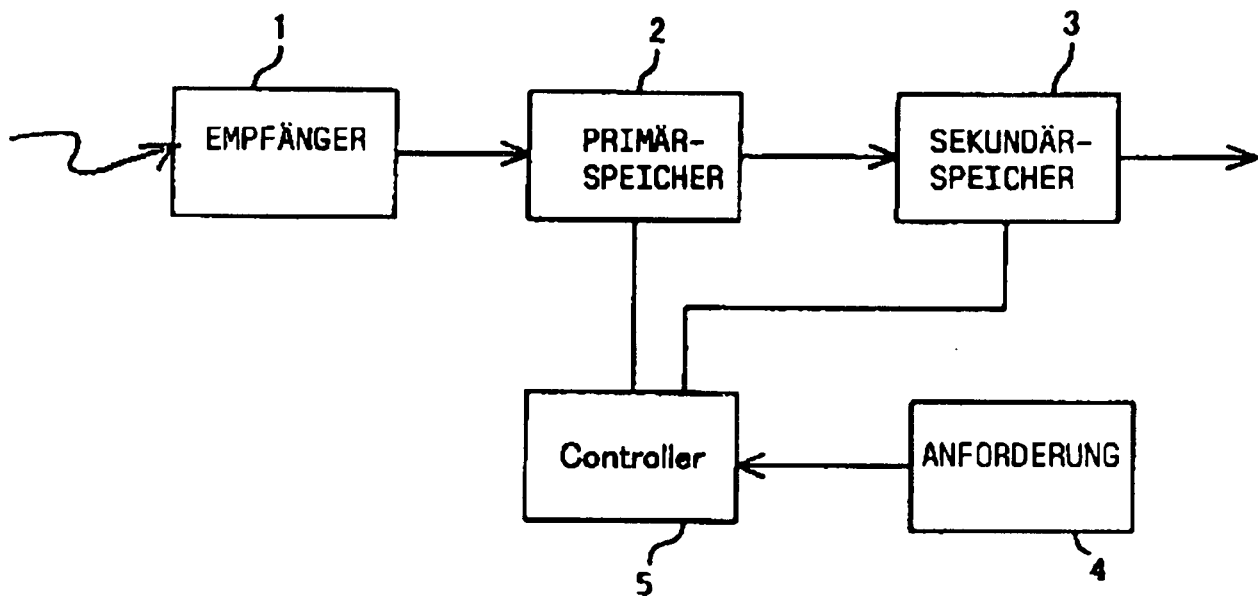 1
2
3
EMPFÄNGER
PRIMÄR-
SPEICHER
SEKUNDÄR-
SPEICHER
Controller
ANFORDERUNG
5
4